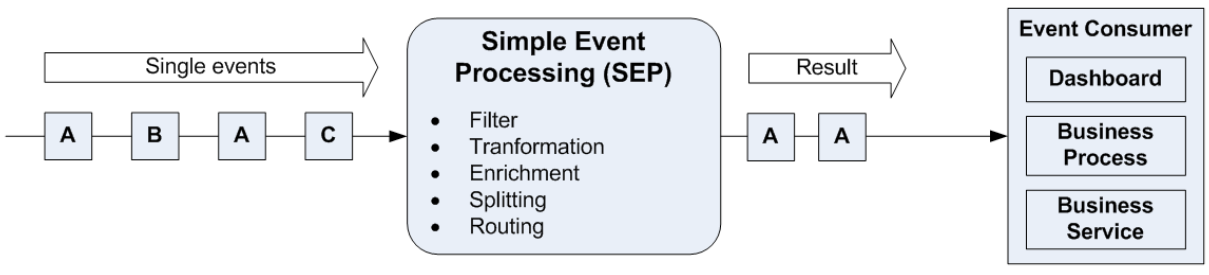 Single events
A
B
A
C
Simple Event
Processing (SEP)
• Filter
• Tranformation
• Enrichment
• Splitting
• Routing
Result
A
A
Event Consumer
Dashboard
Business
Process
Business
Service